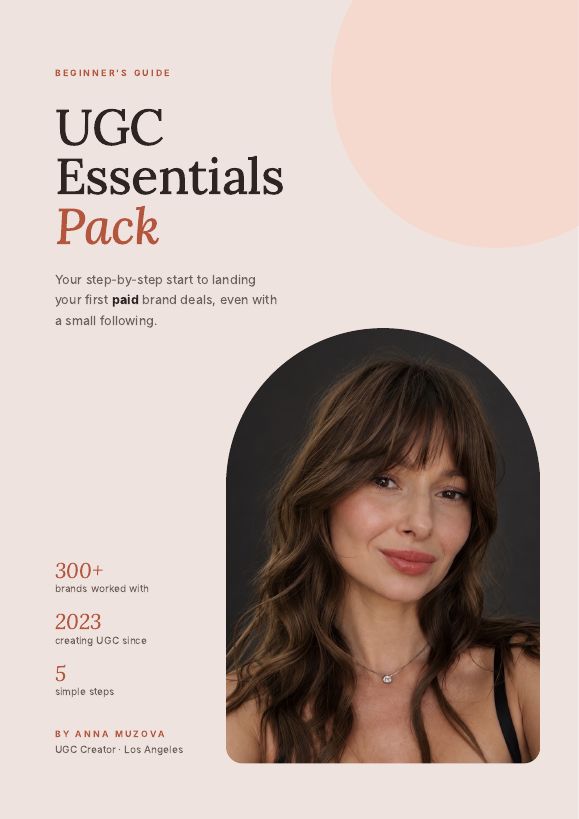 BEGINNER'S GUIDE
UGC
Essentials
Pack
Your step-by-step start to landing
your first paid brand deals, even with
a small following.
300+
brands worked with
2023
creating UGC since
5
simple steps
BY ANNA MUZOVA
UGC Creator · Los Angeles